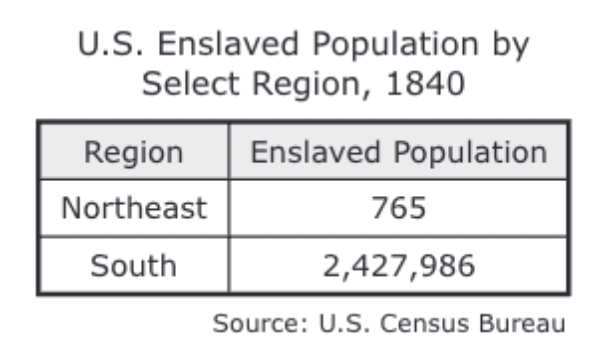 U.S. Enslaved Population by
Select Region, 1840
Region Enslaved Population
Northeast 765
South 2,427,986
Source: U.S. Census Bureau